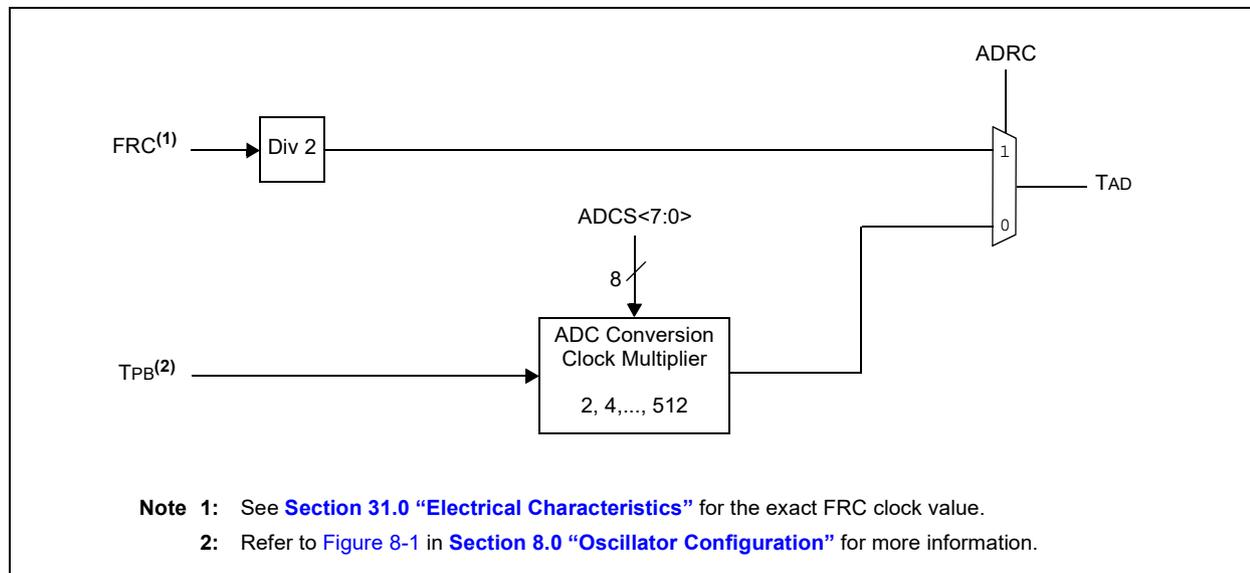 ADRC
FRC(1)
Div 2
1
TAD
ADCS<7:0>
0
8
ADC Conversion
Clock Multiplier
TPB(2)
2, 4,..., 512
Note 1: See Section 31.0 “Electrical Characteristics” for the exact FRC clock value.
2: Refer to Figure 8-1 in Section 8.0 “Oscillator Configuration” for more information.